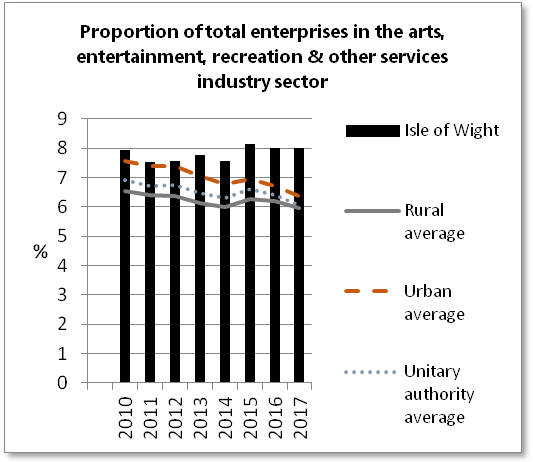 Proportion of total enterprises in the arts,
entertainment, recreation & other services
industry sector
9
8
7
6
5
4
3
2
1
0
%
2010
2011
2012
2013
2014
2015
2016
2017
Isle of Wight
Rural
average
Urban
average
Unitary
authority
average